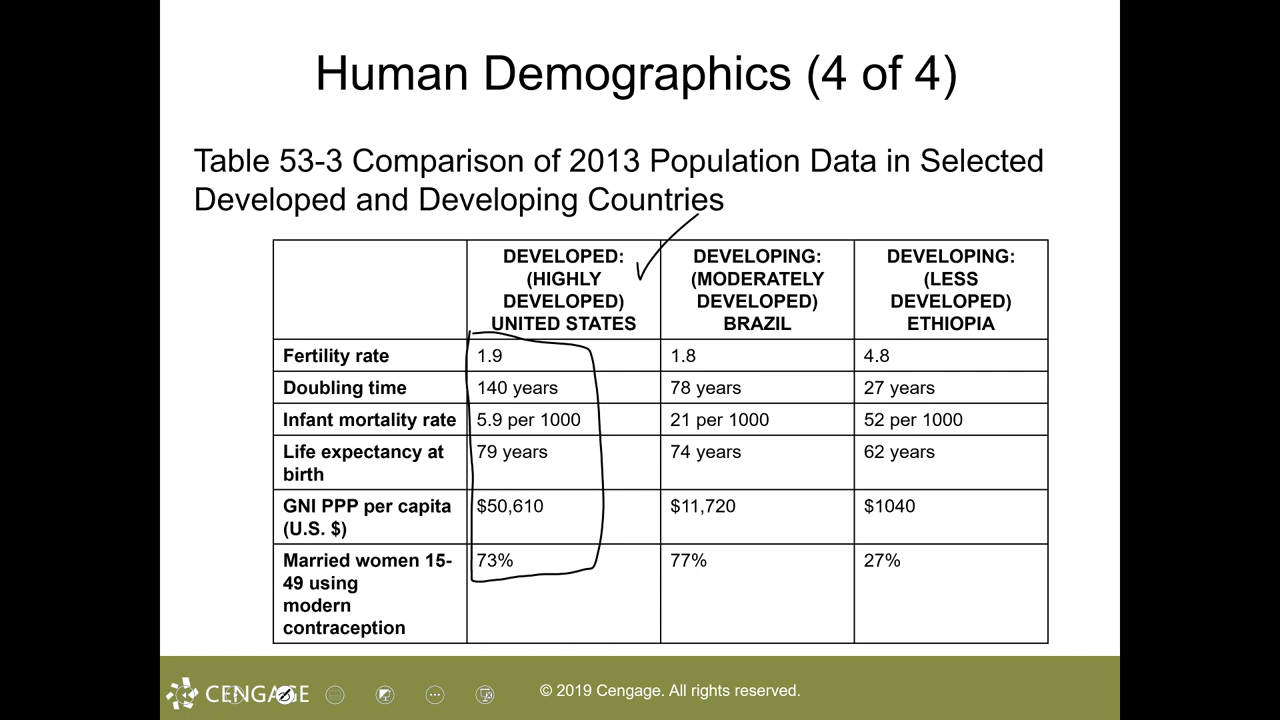 Human Demographics (4 of 4)
Table 53-3 Comparison of 2013 Population Data in Selected
Developed and Developing Countries
DEVELOPED: (HIGHLY DEVELOPED) UNITED STATES DEVELOPING: (MODERATELY DEVELOPED) BRAZIL DEVELOPING: (LESS DEVELOPED) ETHIOPIA
Fertility rate 1.9 1.8 4.8
Doubling time 140 years 78 years 27 years
Infant mortality rate 5.9 per 1000 21 per 1000 52 per 1000
Life expectancy at 79 years 74 years 62 years
birth
GNI PPP per capita $50,610 $11,720 $1040
(U.S. $)
Married women 15- 73% 77% 27%
49 using
modern
contraception
CENGAGE © 2019 Cengage. All rights reserved.